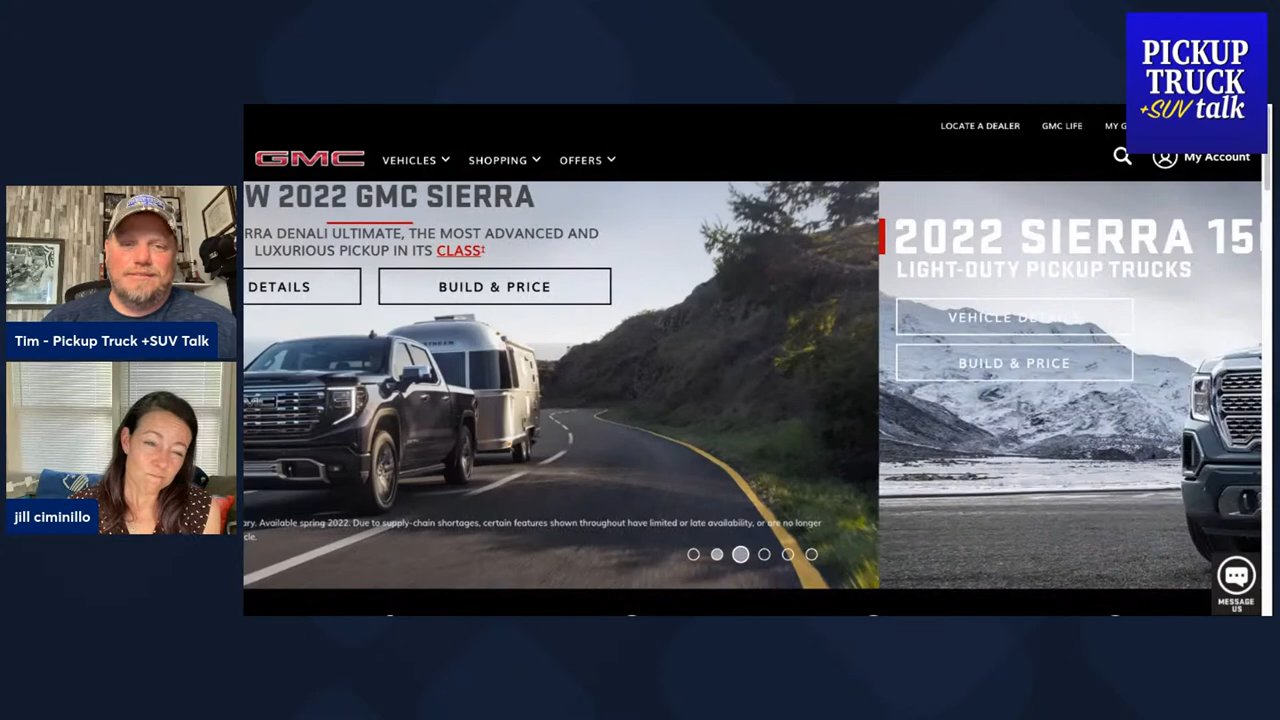 PICKUP
TRUCK
+SUV talk
LOCATE A DEALER
GMC LIFE
MY G
GMC
VEHICLES
SHOPPING
OFFERS
My Account
W 2022 GMC SIERRA
RRA DENALI ULTIMATE, THE MOST ADVANCED AND
LUXURIOUS PICKUP IN ITS CLASS‡
DETAILS
BUILD & PRICE
2022 SIERRA 150
LIGHT-DUTY PICKUP TRUCKS
VEHICLE DETAILS
BUILD & PRICE
Tim - Pickup Truck +SUV Talk
jill ciminillo
ary. Available spring 2022. Due to supply-chain shortages, certain features shown throughout have limited or late availability, or are no longer
cle.
MESSAGE
US